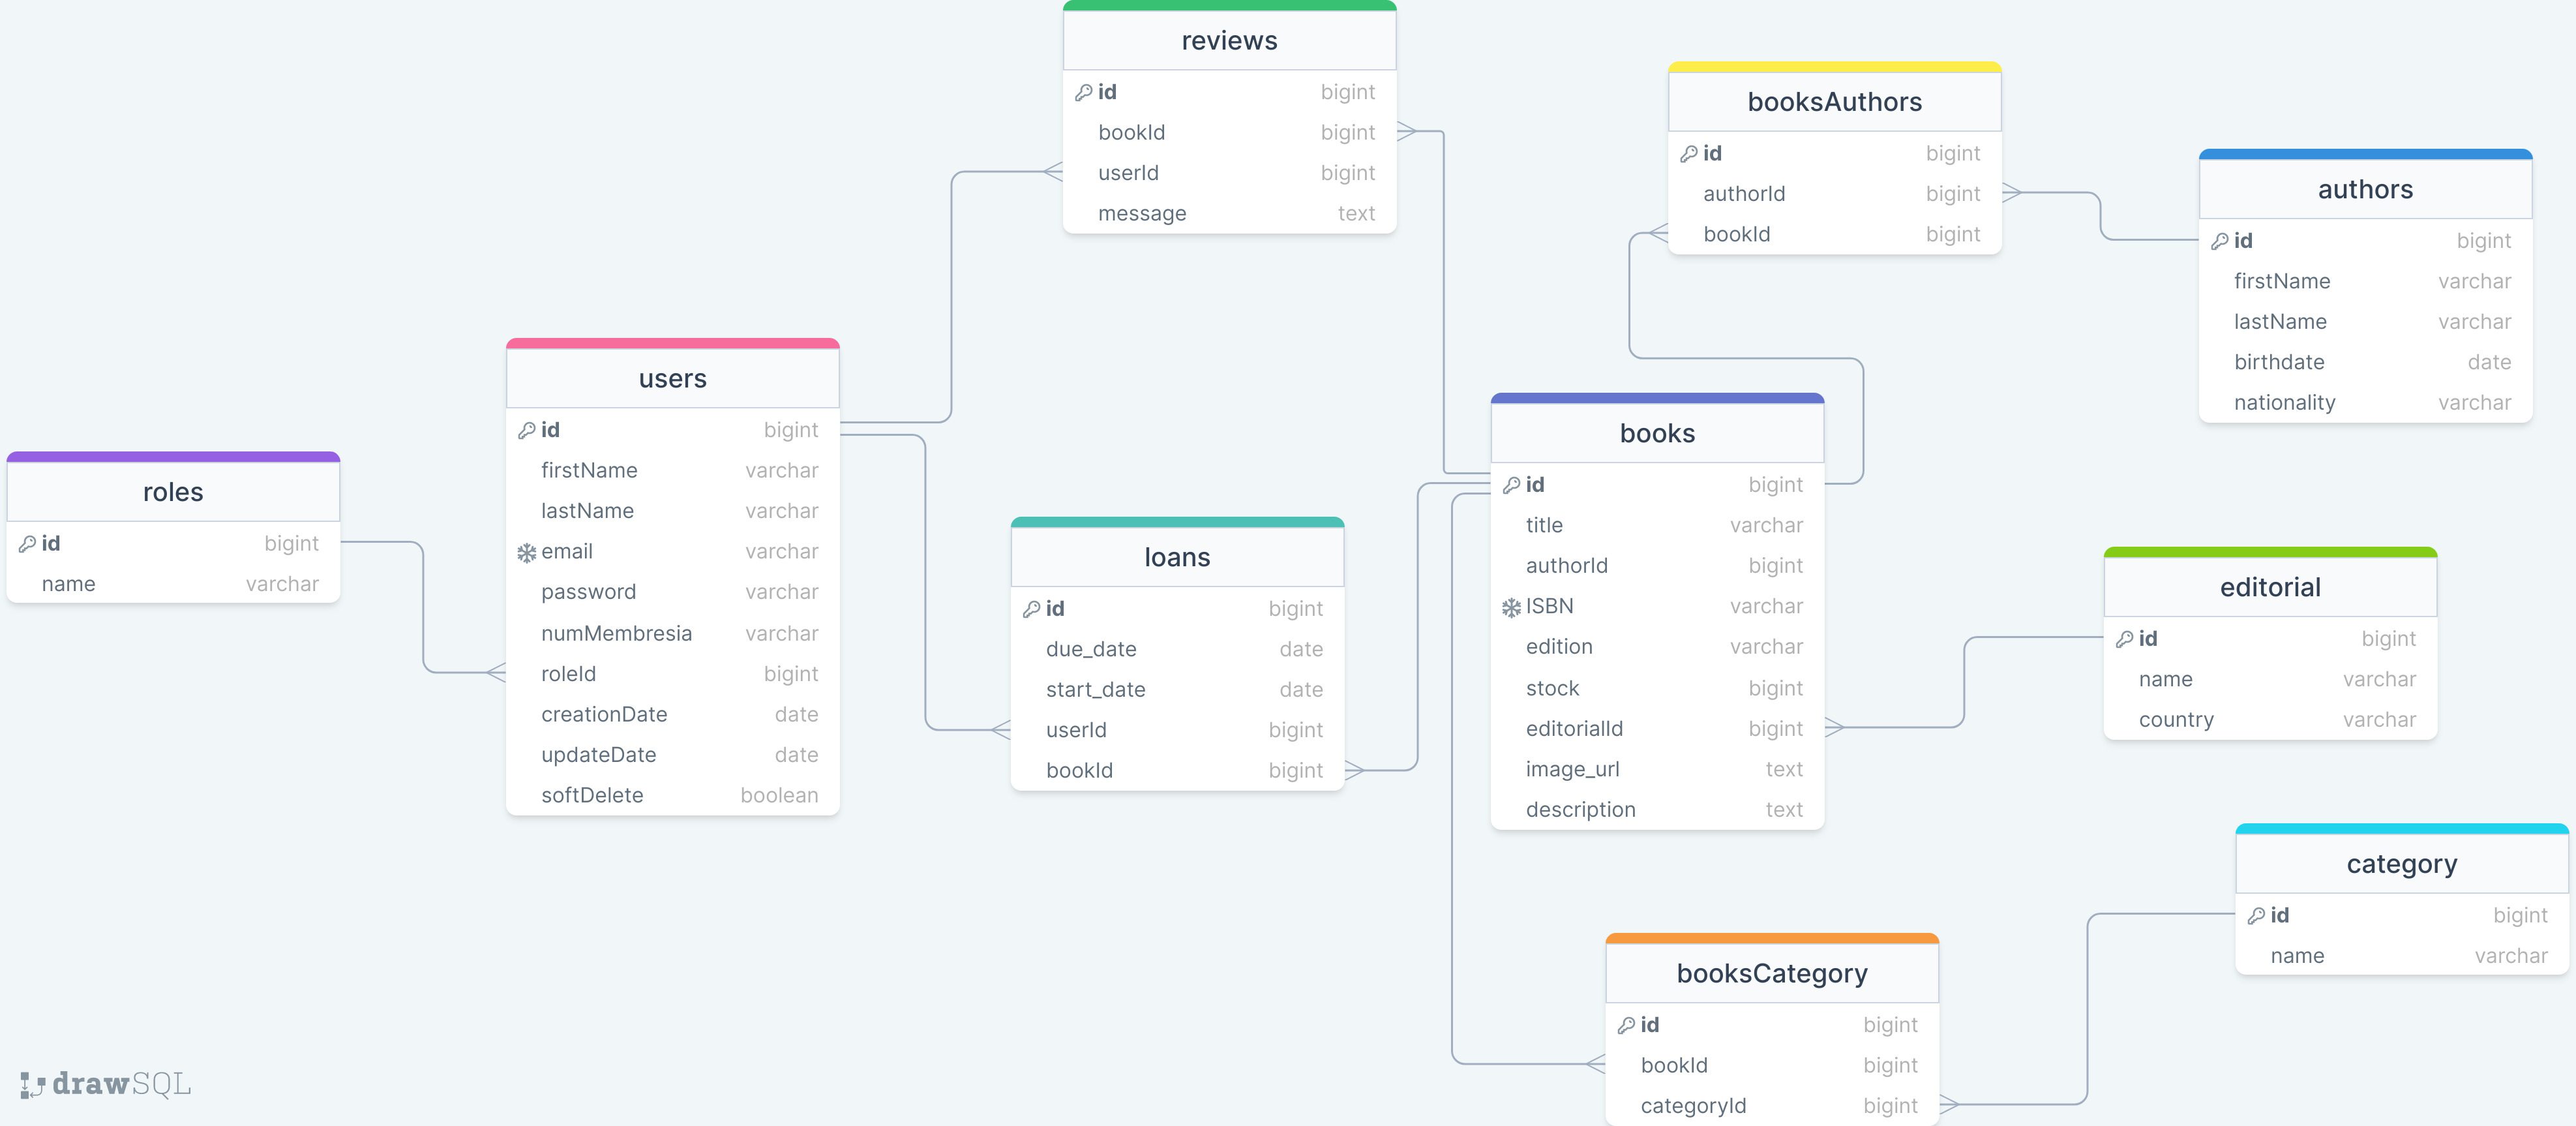 reviews
id bigint
bookId bigint
userId bigint
message text
booksAuthors
id bigint
authorId bigint
bookId bigint
authors
id bigint
firstName varchar
lastName varchar
birthdate date
nationality varchar
users
id bigint
firstName varchar
lastName varchar
email varchar
password varchar
numMembresia varchar
roleId bigint
creationDate date
updateDate date
softDelete boolean
roles
id bigint
name varchar
loans
id bigint
due_date date
start_date date
userId bigint
bookId bigint
books
id bigint
title varchar
authorId bigint
ISBN varchar
edition varchar
stock bigint
editorialId bigint
image_url text
description text
editorial
id bigint
name varchar
country varchar
category
id bigint
name varchar
booksCategory
id bigint
bookId bigint
categoryId bigint
drawSQL